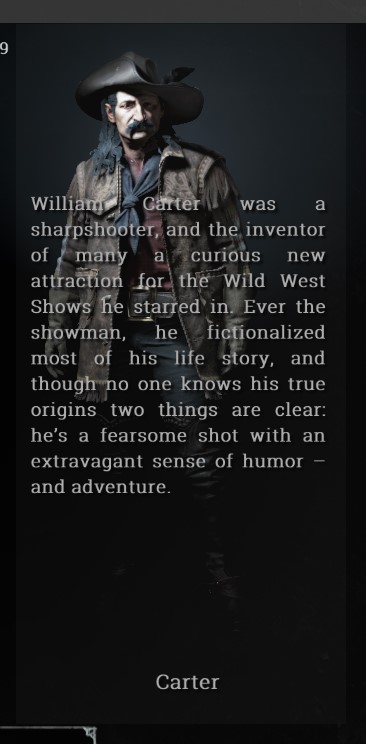 9
William Carter was a
sharpshooter, and the inventor
of many a curious new
attraction for the Wild West
Shows he starred in. Ever the
showman, he fictionalized
most of his life story, and
though no one knows his true
origins two things are clear:
he's a fearsome shot with an
extravagant sense of humor –
and adventure.
Carter